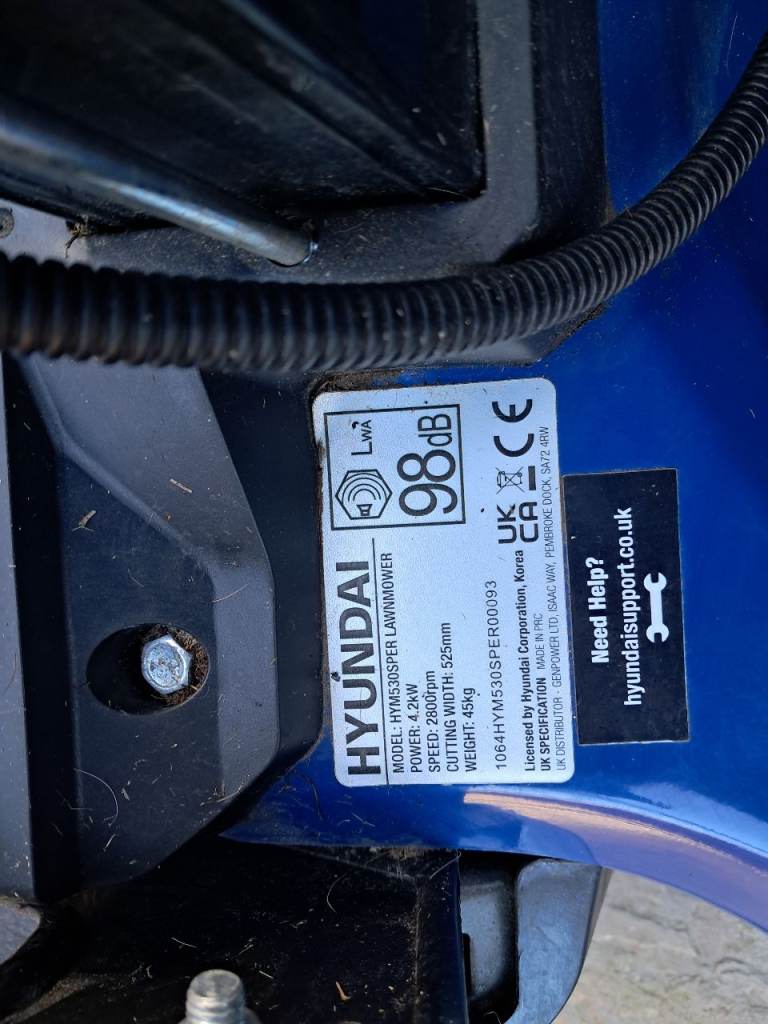 HYUNDAI
MODEL: HYM530SPER LAWNMOWER
POWER: 4.2KW
SPEED: 2800rpm
CUTTING WIDTH: 525mm
WEIGHT: 45kg
1064HYM530SPER00093
Licensed by Hyundai Corporation, Korea
UK SPECIFICATION MADE IN PRC
UK DISTRIBUTOR - GENPOWER LTD, ISAAC WAY, PEMBROKE DOCK, SA72 4RW
LWA
98dB
UK
CA
CE
Need Help?
hyundaisupport.co.uk